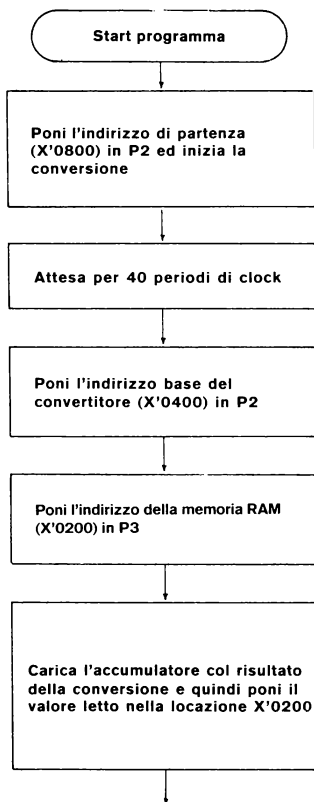 Start programma
Poni l'indirizzo di partenza
(X'0800) in P2 ed inizia la
conversione
Attesa per 40 periodi di clock
Poni l'indirizzo base del
convertitore (X'0400) in P2
Poni l'indirizzo della memoria RAM
(X'0200) in P3
Carica l'accumulatore col risultato
della conversione e quindi poni il
valore letto nella locazione X'0200